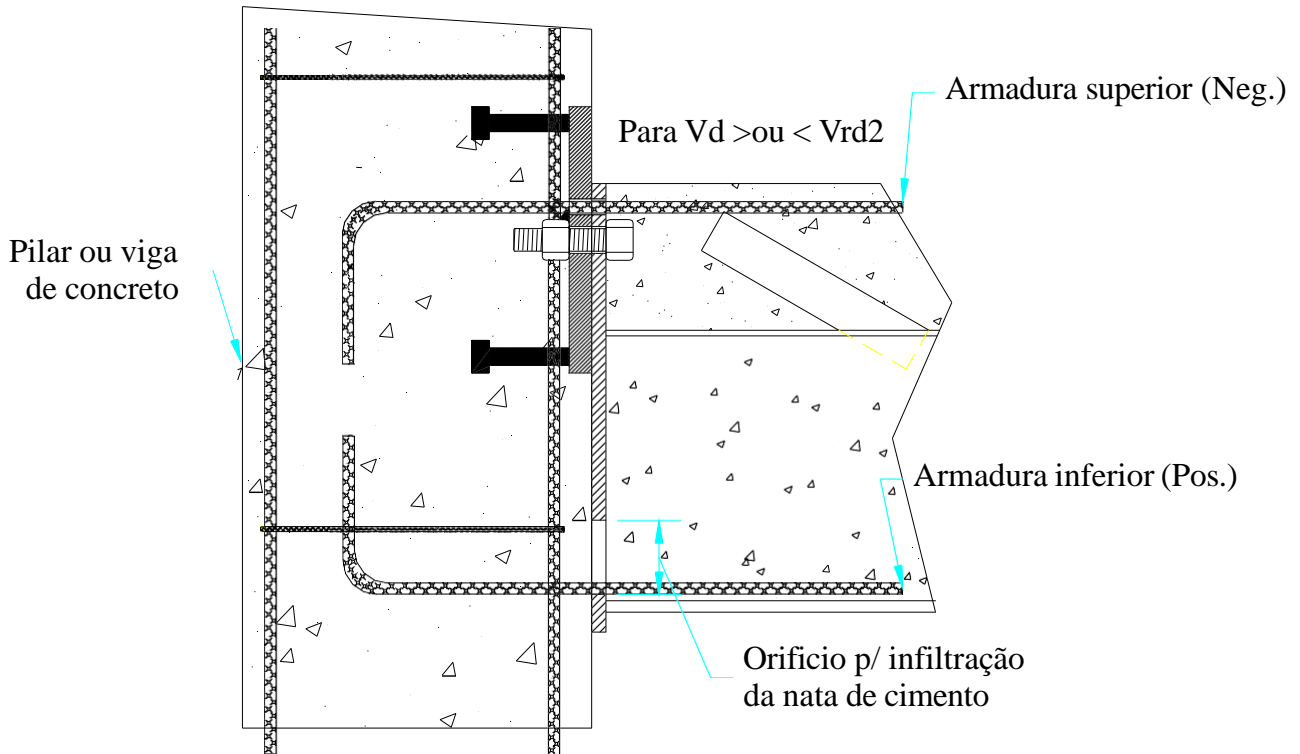 Armadura superior (Neg.)
Para Vd >ou < Vrd2
Pilar ou viga
de concreto
Armadura inferior (Pos.)
Orificio p/ infiltração
da nata de cimento